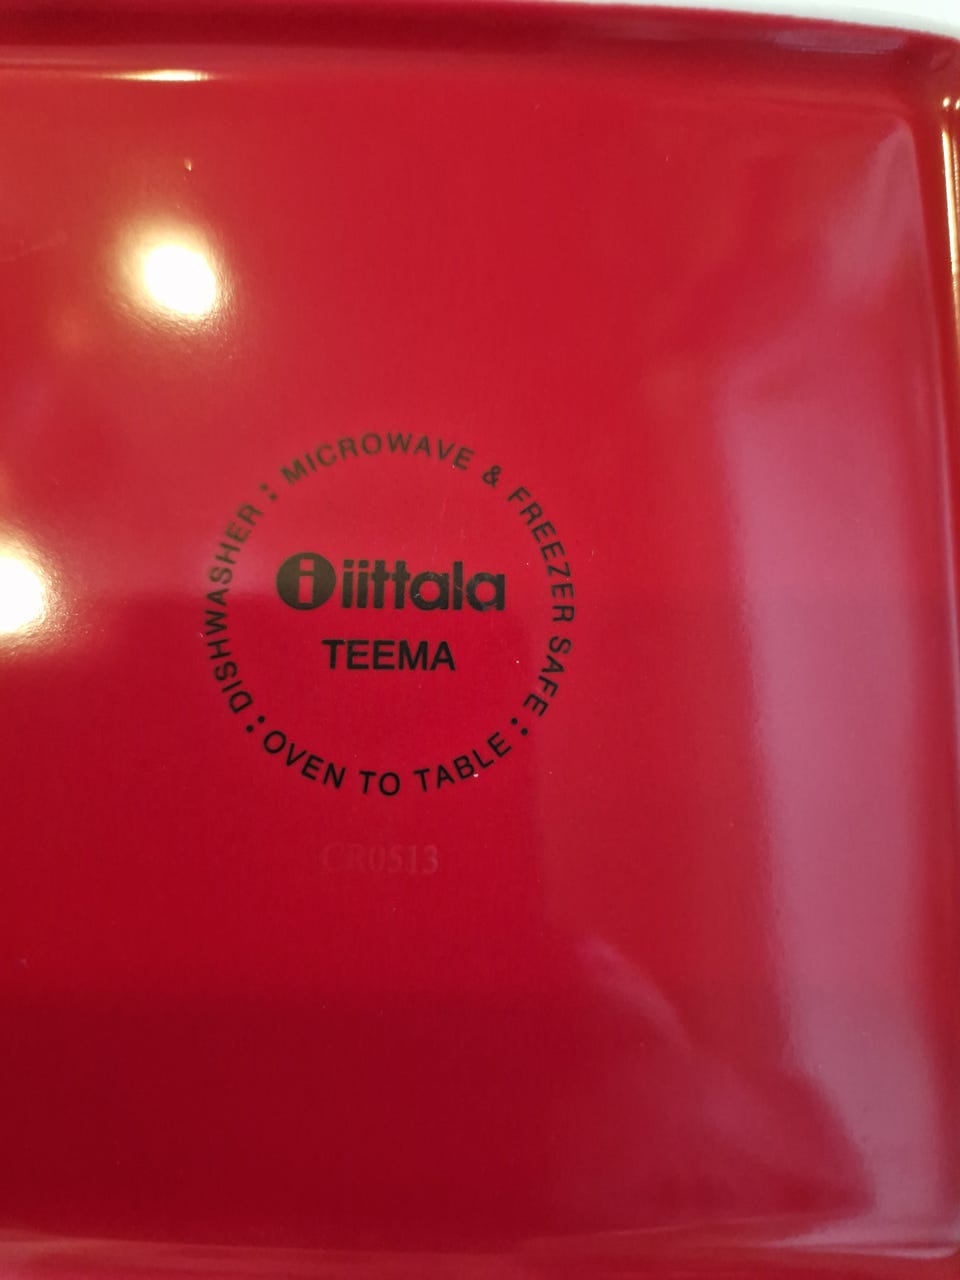 MICROWAVE & FREEZER SAFE : OVEN TO TABLE : DISHWASHER :
i iittala
TEEMA
CR0513